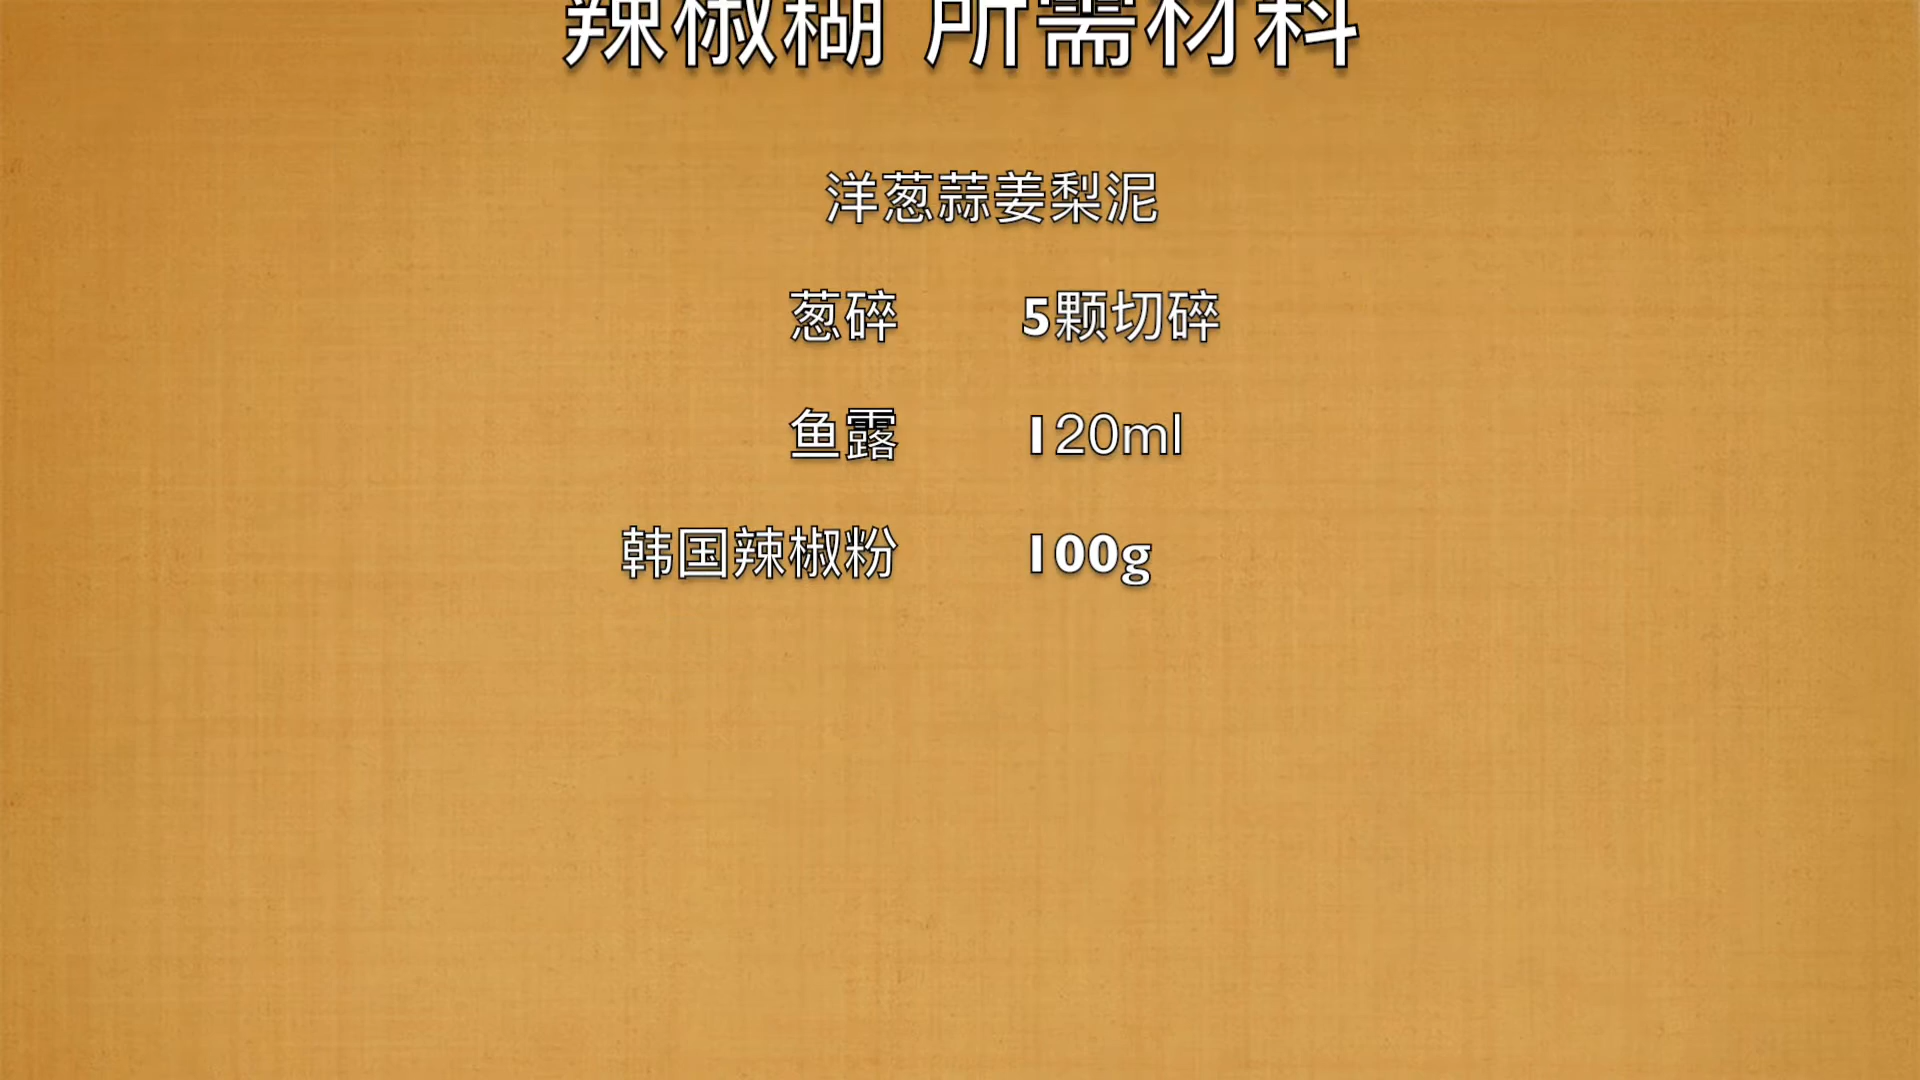 辣椒糊 所需材料
洋葱蒜姜梨泥
葱碎 5颗切碎
鱼露 120ml
韩国辣椒粉 100g